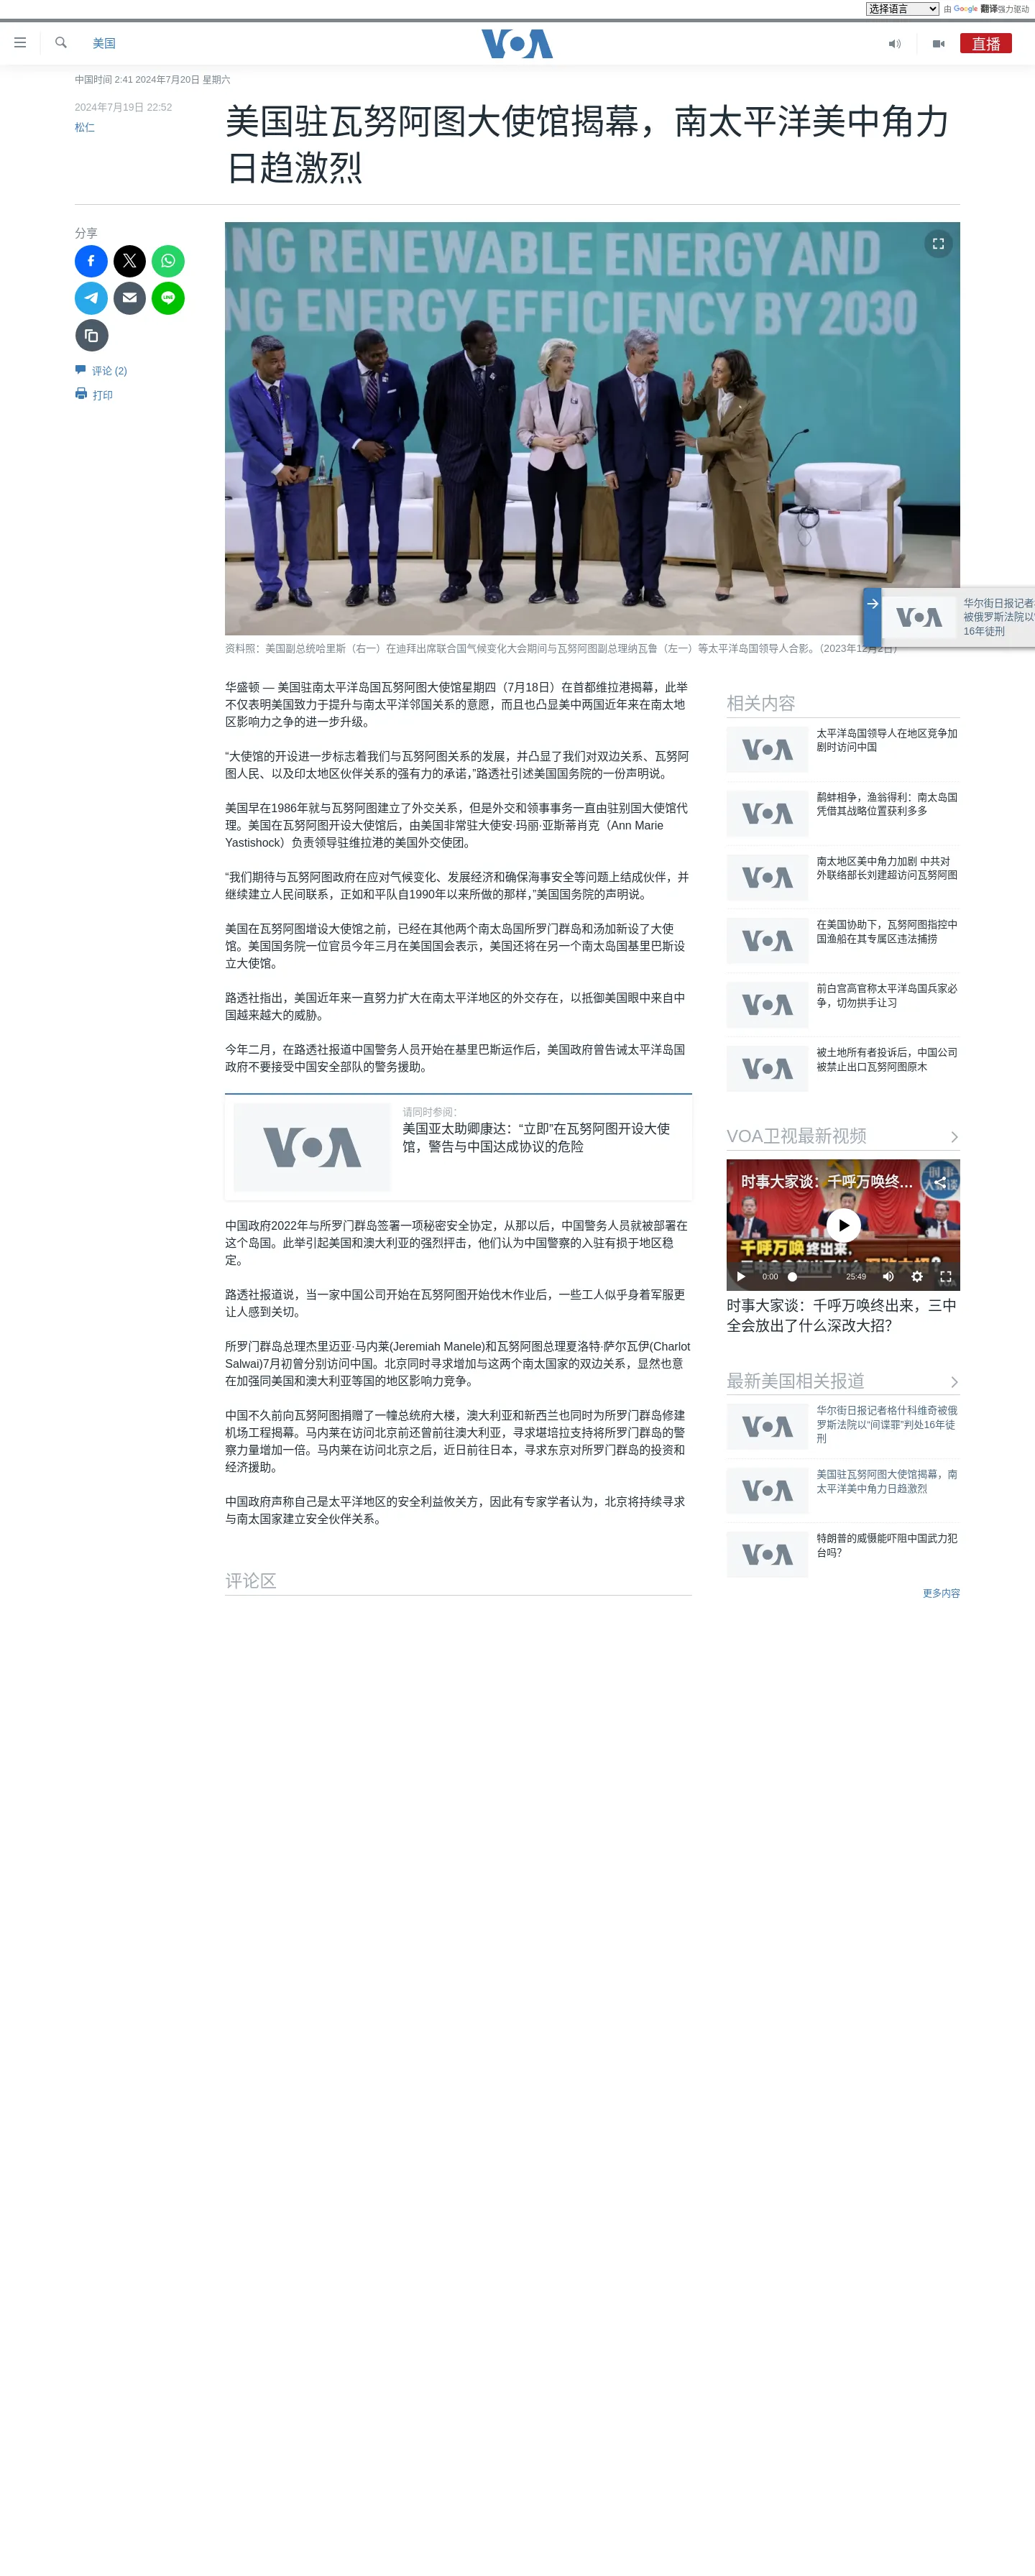 选择语言
由 Google 翻译强力驱动
美国
VOA
直播
中国时间 2:41 2024年7月20日 星期六
2024年7月19日 22:52
松仁
美国驻瓦努阿图大使馆揭幕，南太平洋美中角力
日趋激烈
分享
评论 (2)
打印
NG RENEWABLE ENERGY AND
NG ENERGY EFFICIENCY BY 2030
资料照：美国副总统哈里斯（右一）在迪拜出席联合国气候变化大会期间与瓦努阿图副总理纳瓦鲁（左一）等太平洋岛国领导人合影。（2023年12月2日）
VOA
华尔街日报记者
被俄罗斯法院以
16年徒刑
华盛顿 — 美国驻南太平洋岛国瓦努阿图大使馆星期四（7月18日）在首都维拉港揭幕，此举
不仅表明美国致力于提升与南太平洋邻国关系的意愿，而且也凸显美中两国近年来在南太地
区影响力之争的进一步升级。
“大使馆的开设进一步标志着我们与瓦努阿图关系的发展，并凸显了我们对双边关系、瓦努阿
图人民、以及印太地区伙伴关系的强有力的承诺，”路透社引述美国国务院的一份声明说。
美国早在1986年就与瓦努阿图建立了外交关系，但是外交和领事事务一直由驻别国大使馆代
理。美国在瓦努阿图开设大使馆后，由美国非常驻大使安·玛丽·亚斯蒂肖克（Ann Marie
Yastishock）负责领导驻维拉港的美国外交使团。
“我们期待与瓦努阿图政府在应对气候变化、发展经济和确保海事安全等问题上结成伙伴，并
继续建立人民间联系，正如和平队自1990年以来所做的那样，”美国国务院的声明说。
美国在瓦努阿图增设大使馆之前，已经在其他两个南太岛国所罗门群岛和汤加新设了大使
馆。美国国务院一位官员今年三月在美国国会表示，美国还将在另一个南太岛国基里巴斯设
立大使馆。
路透社指出，美国近年来一直努力扩大在南太平洋地区的外交存在，以抵御美国眼中来自中
国越来越大的威胁。
今年二月，在路透社报道中国警务人员开始在基里巴斯运作后，美国政府曾告诫太平洋岛国
政府不要接受中国安全部队的警务援助。
VOA
请同时参阅：
美国亚太助卿康达：“立即”在瓦努阿图开设大使
馆，警告与中国达成协议的危险
中国政府2022年与所罗门群岛签署一项秘密安全协定，从那以后，中国警务人员就被部署在
这个岛国。此举引起美国和澳大利亚的强烈抨击，他们认为中国警察的入驻有损于地区稳
定。
路透社报道说，当一家中国公司开始在瓦努阿图开始伐木作业后，一些工人似乎身着军服更
让人感到关切。
所罗门群岛总理杰里迈亚·马内莱(Jeremiah Manele)和瓦努阿图总理夏洛特·萨尔瓦伊(Charlot
Salwai)7月初曾分别访问中国。北京同时寻求增加与这两个南太国家的双边关系，显然也意
在加强同美国和澳大利亚等国的地区影响力竞争。
中国不久前向瓦努阿图捐赠了一幢总统府大楼，澳大利亚和新西兰也同时为所罗门群岛修建
机场工程揭幕。马内莱在访问北京前还曾前往澳大利亚，寻求堪培拉支持将所罗门群岛的警
察力量增加一倍。马内莱在访问北京之后，近日前往日本，寻求东京对所罗门群岛的投资和
经济援助。
中国政府声称自己是太平洋地区的安全利益攸关方，因此有专家学者认为，北京将持续寻求
与南太国家建立安全伙伴关系。
评论区
相关内容
VOA
太平洋岛国领导人在地区竞争加
剧时访问中国
VOA
鹬蚌相争，渔翁得利：南太岛国
凭借其战略位置获利多多
VOA
南太地区美中角力加剧 中共对
外联络部长刘建超访问瓦努阿图
VOA
在美国协助下，瓦努阿图指控中
国渔船在其专属区违法捕捞
VOA
前白宫高官称太平洋岛国兵家必
争，切勿拱手让习
VOA
被土地所有者投诉后，中国公司
被禁止出口瓦努阿图原木
VOA卫视最新视频
时事大家谈：千呼万唤终…
时事
大家谈
千呼万唤终出来，
三中全会放出了什么深改大招？
0:00
25:49
VOA
时事大家谈：千呼万唤终出来，三中
全会放出了什么深改大招？
最新美国相关报道
VOA
华尔街日报记者格什科维奇被俄
罗斯法院以“间谍罪”判处16年徒
刑
VOA
美国驻瓦努阿图大使馆揭幕，南
太平洋美中角力日趋激烈
VOA
特朗普的威慑能吓阻中国武力犯
台吗？
更多内容